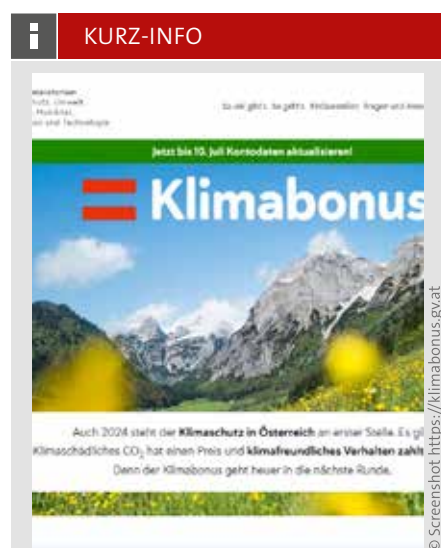 i KURZ-INFO
Jetzt bis 10. Juli Kontodaten aktualisieren!
Klimabonus
Auch 2024 steht der Klimaschutz in Österreich an erster Stelle. Es gil
Klimaschädliches CO₂ hat einen Preis und klimafreundliches Verhalten zahlt
Denn der Klimabonus geht heuer in die nächste Runde.
© Screenshot https://klimabonus.gv.at